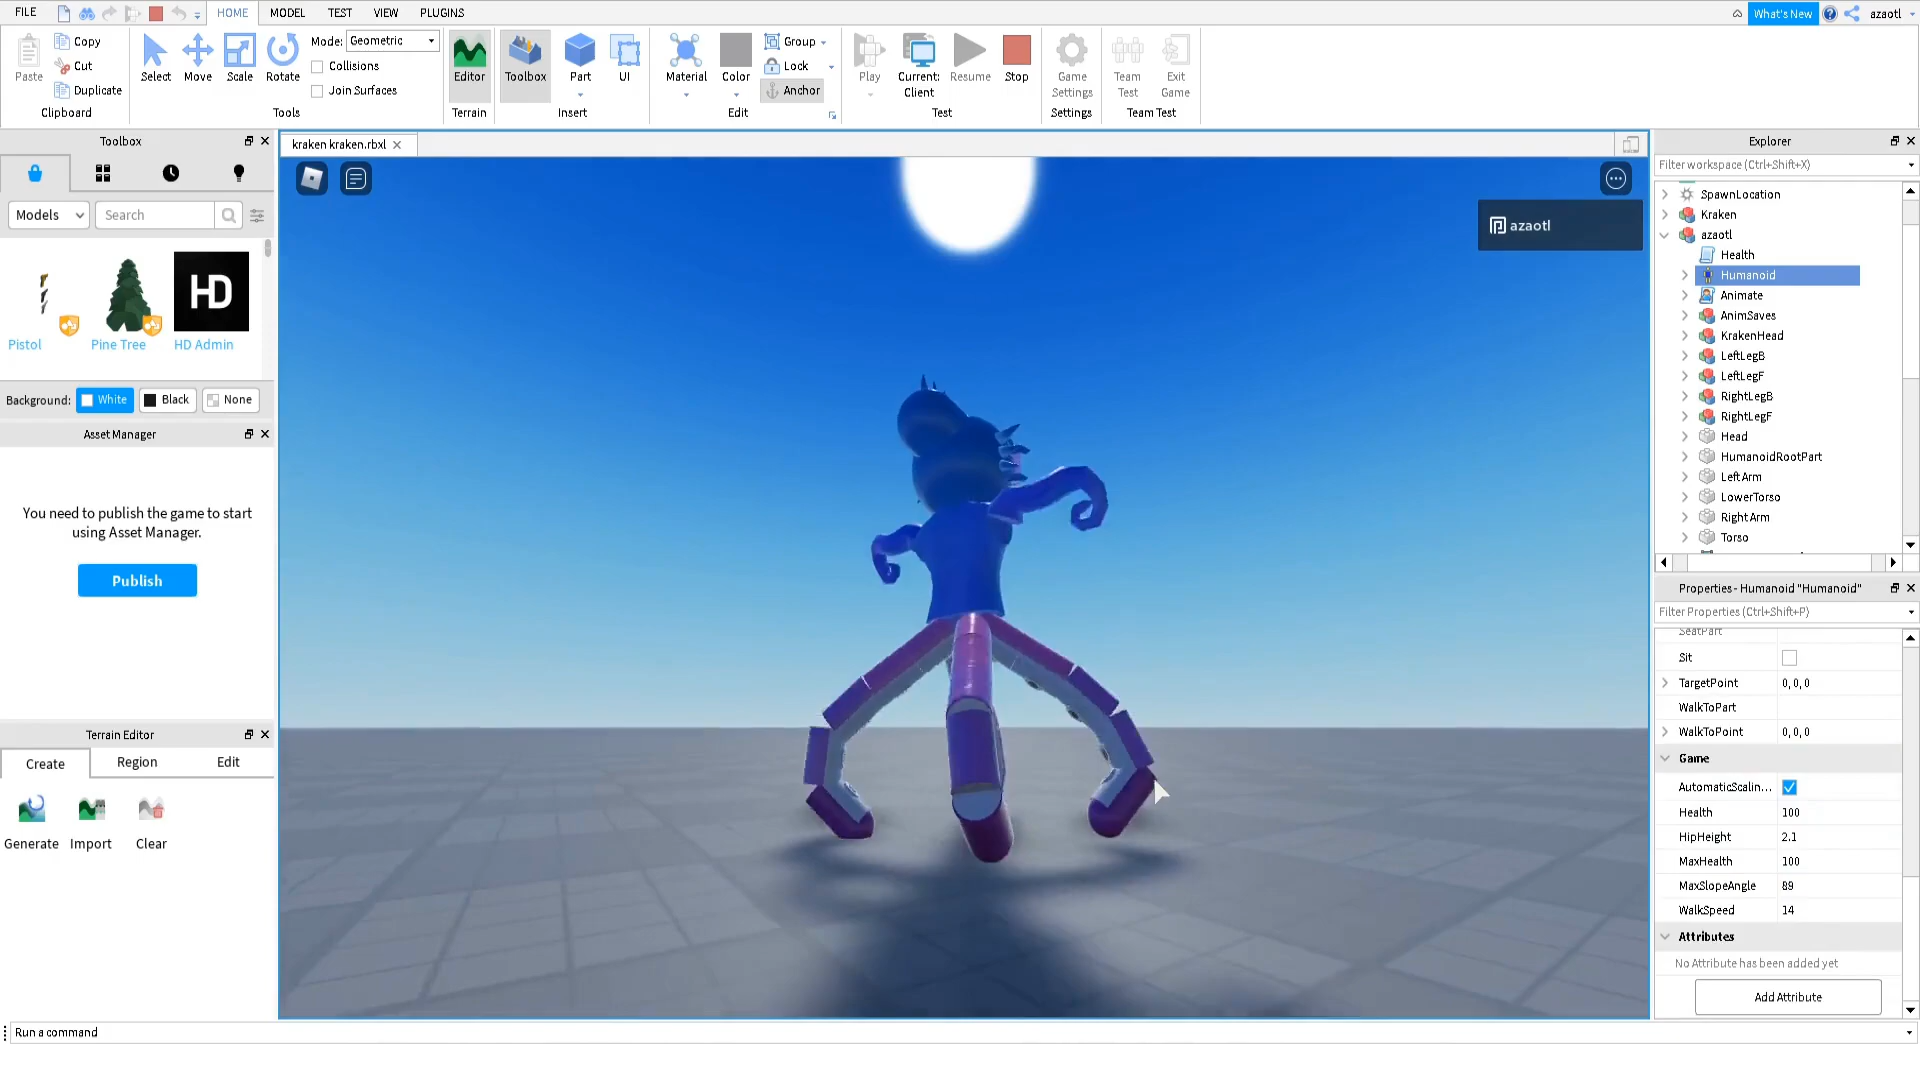 FILE
HOME
MODEL
TEST
VIEW
PLUGINS
What's New
azaotl
Paste
Copy
Cut
Duplicate
Clipboard
Select
Move
Scale
Rotate
Mode: Geometric
Collisions
Join Surfaces
Tools
Editor
Terrain
Toolbox
Part
UI
Insert
Material
Color
Group
Lock
Anchor
Edit
Play
Current:
Client
Resume
Stop
Test
Game
Settings
Settings
Team
Test
Exit
Game
Team Test
Toolbox
Models
Search
HD
Pistol
Pine Tree
HD Admin
Background: White Black None
Asset Manager
You need to publish the game to start
using Asset Manager.
Publish
Terrain Editor
Create
Region
Edit
Generate
Import
Clear
kraken kraken.rbxl
azaotl
Explorer
Filter workspace (Ctrl+Shift+X)
SpawnLocation
Kraken
azaotl
Health
Humanoid
Animate
AnimSaves
KrakenHead
LeftLegB
LeftLegF
RightLegB
RightLegF
Head
HumanoidRootPart
Left Arm
LowerTorso
Right Arm
Torso
Properties - Humanoid "Humanoid"
Filter Properties (Ctrl+Shift+P)
SeatPart
Sit
TargetPoint 0, 0, 0
WalkToPart
WalkToPoint 0, 0, 0
Game
AutomaticScalin...
Health 100
HipHeight 2.1
MaxHealth 100
MaxSlopeAngle 89
WalkSpeed 14
Attributes
No Attribute has been added yet
Add Attribute
Run a command